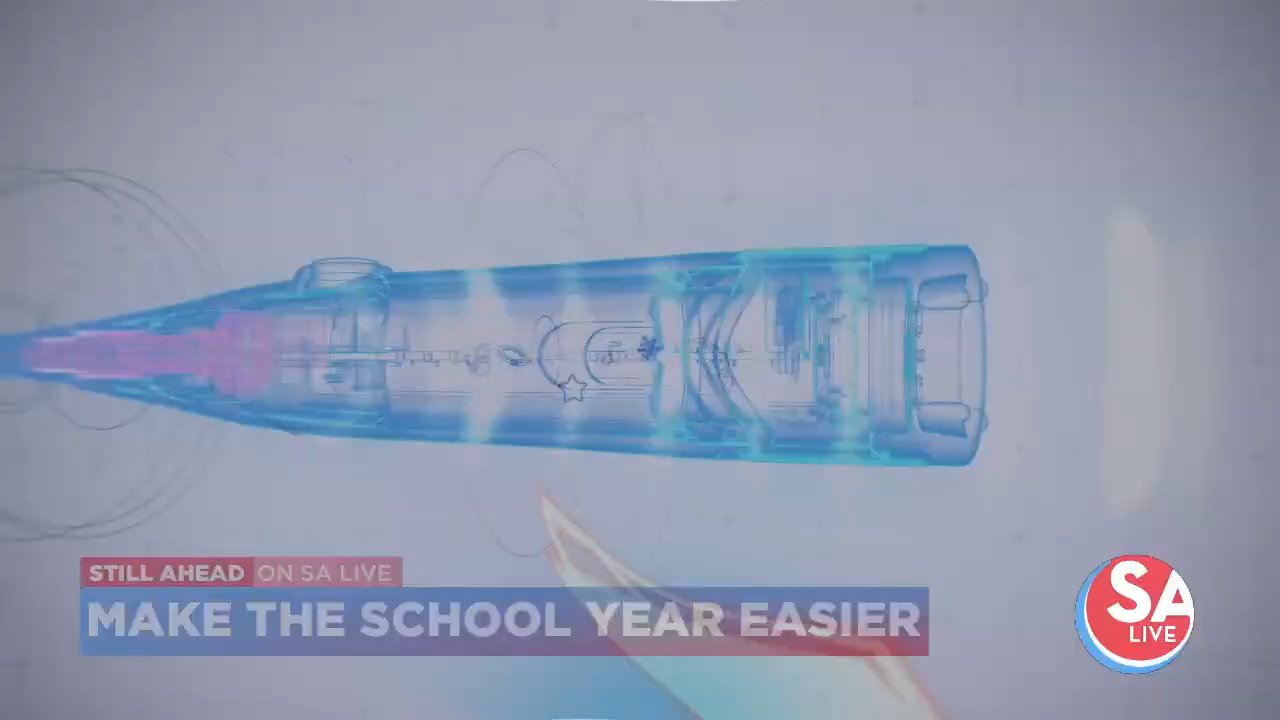 STILL AHEAD ON SA LIVE
MAKE THE SCHOOL YEAR EASIER
SA
LIVE